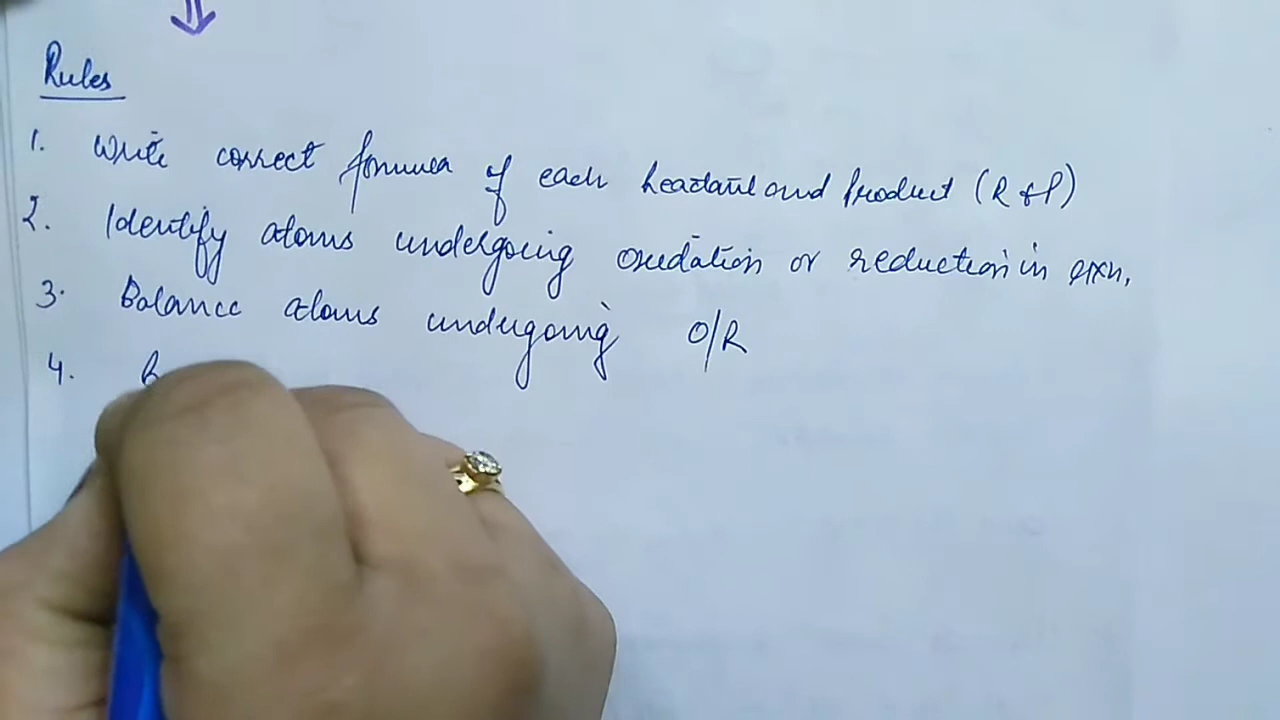 Rules
1. Write correct formula of each reactant and product (R & P)
2. Identify atoms undergoing oxidation or reduction in rxn.
3. Balance atoms undergoing O/R
4. B